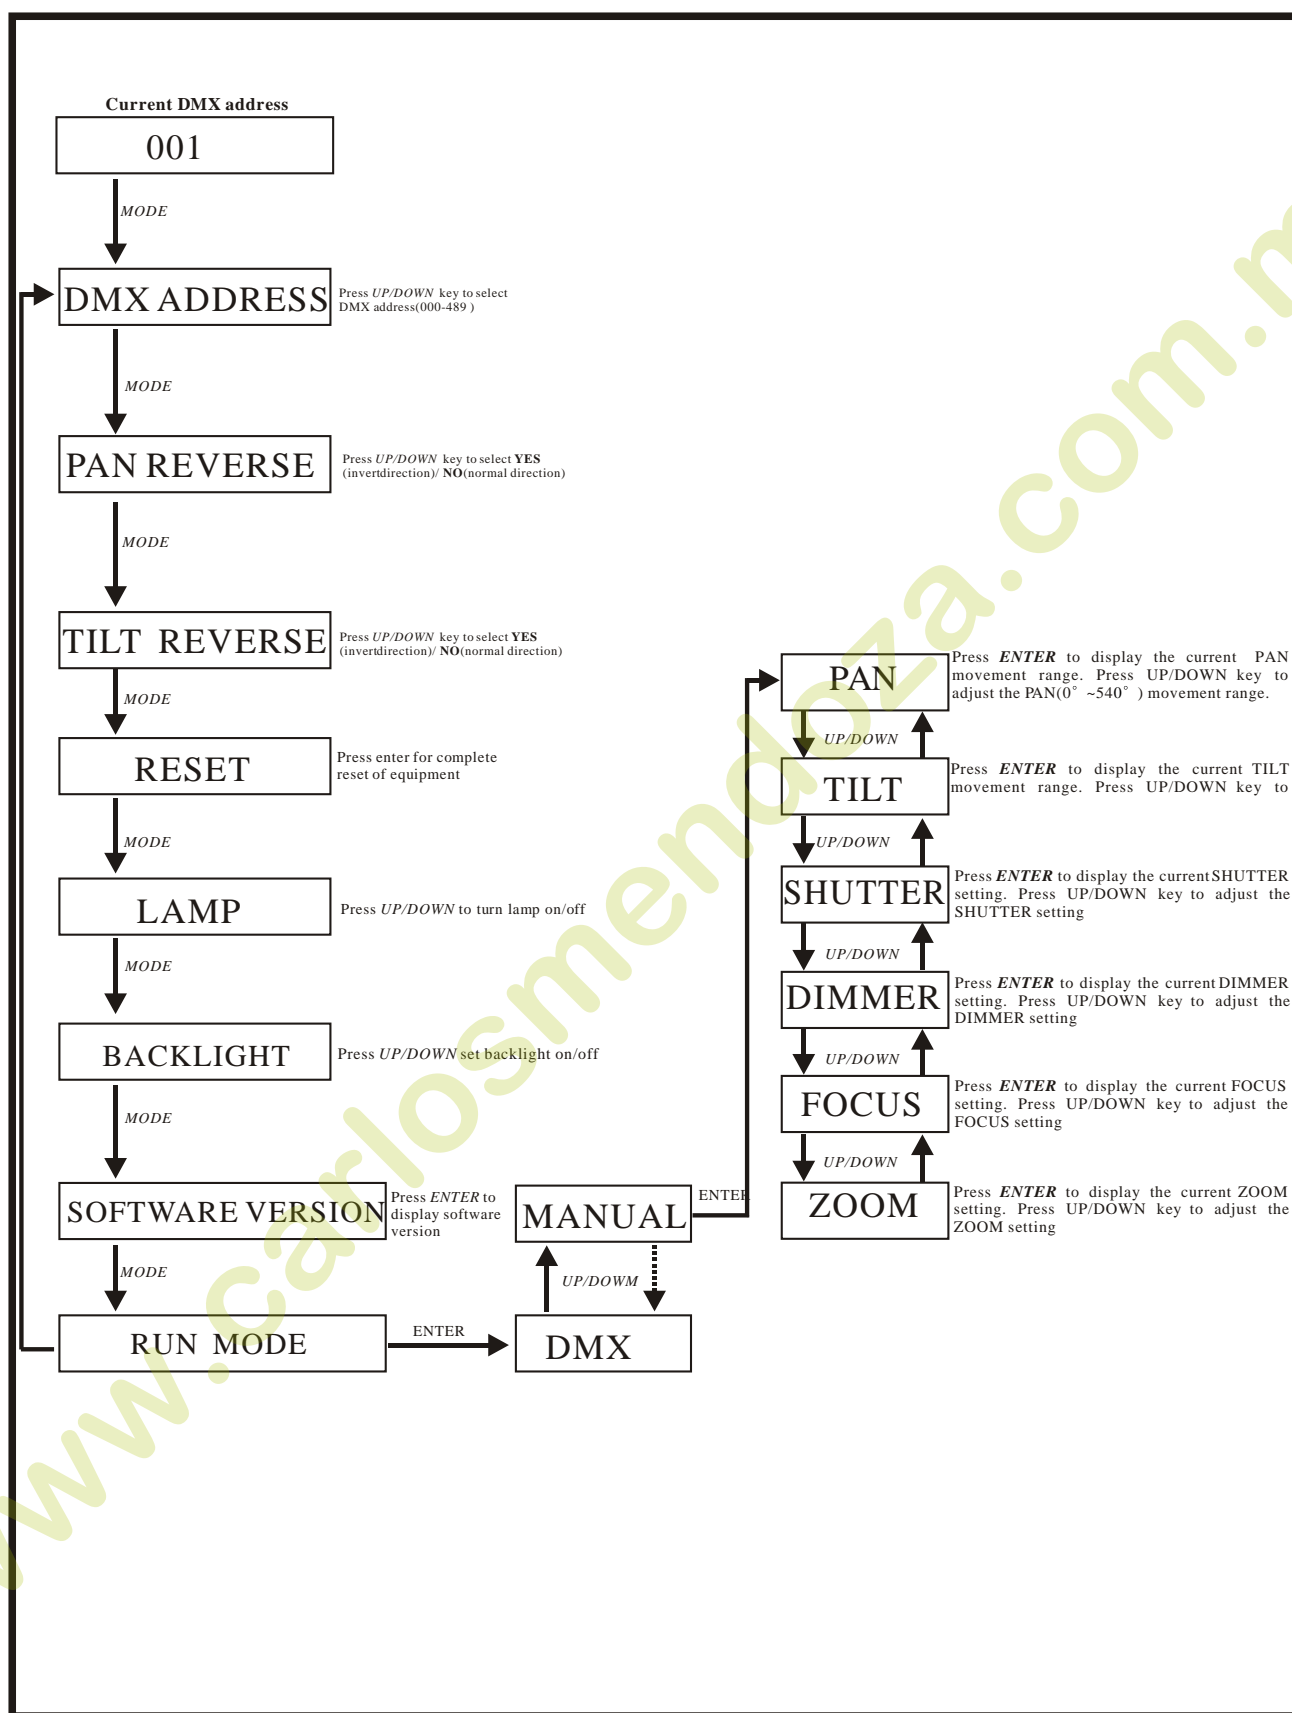 Current DMX address
001
MODE
DMX ADDRESS
Press UP/DOWN key to select
DMX address(000-489 )
MODE
PAN REVERSE
Press UP/DOWN key to select YES
(invertdirection)/ NO(normal direction)
MODE
TILT REVERSE
Press UP/DOWN key to select YES
(invertdirection)/ NO(normal direction)
MODE
RESET
Press enter for complete
reset of equipment
MODE
LAMP
Press UP/DOWN to turn lamp on/off
MODE
BACKLIGHT
Press UP/DOWN set backlight on/off
MODE
SOFTWARE VERSION
Press ENTER to
display software
version
MODE
RUN MODE
ENTER
MANUAL
UP/DOWM
DMX
ENTER
PAN
Press ENTER to display the current PAN
movement range. Press UP/DOWN key to
adjust the PAN(0° ~540° ) movement range.
UP/DOWN
TILT
Press ENTER to display the current TILT
movement range. Press UP/DOWN key to
UP/DOWN
SHUTTER
Press ENTER to display the current SHUTTER
setting. Press UP/DOWN key to adjust the
SHUTTER setting
UP/DOWN
DIMMER
Press ENTER to display the current DIMMER
setting. Press UP/DOWN key to adjust the
DIMMER setting
UP/DOWN
FOCUS
Press ENTER to display the current FOCUS
setting. Press UP/DOWN key to adjust the
FOCUS setting
UP/DOWN
ZOOM
Press ENTER to display the current ZOOM
setting. Press UP/DOWN key to adjust the
ZOOM setting
www.carlosmendoza.com.m